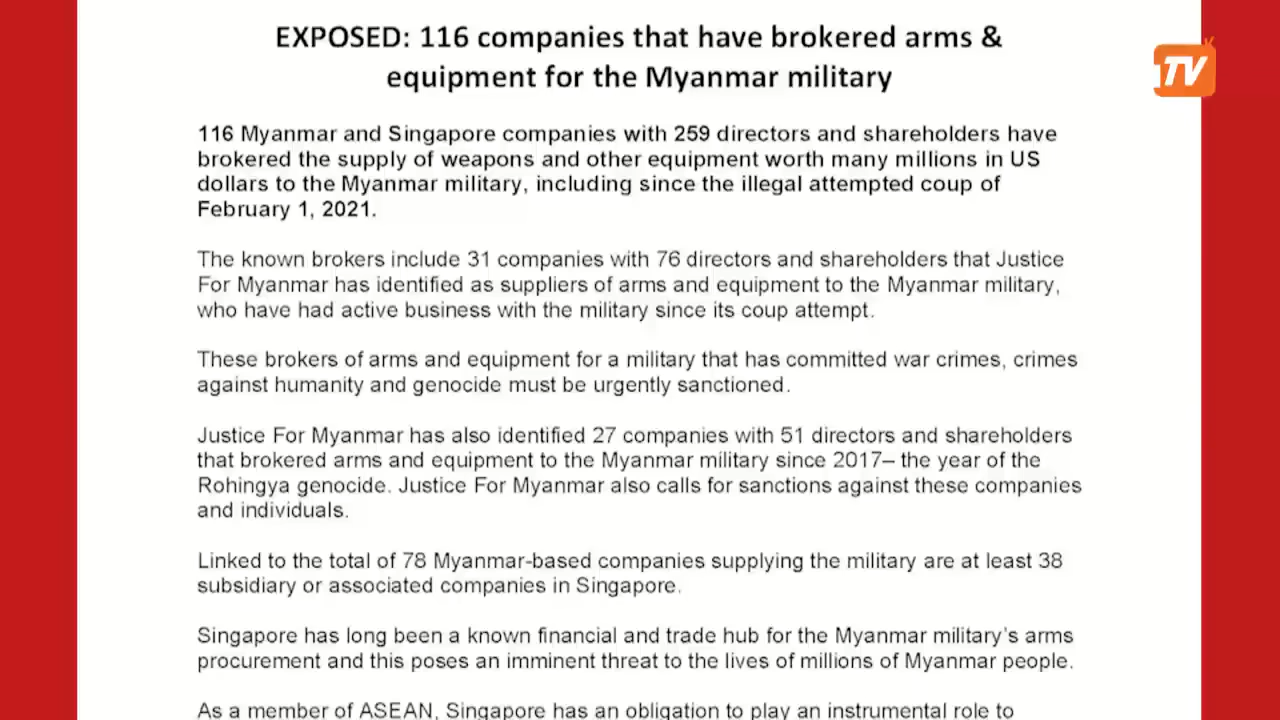 EXPOSED: 116 companies that have brokered arms &
equipment for the Myanmar military
TV
116 Myanmar and Singapore companies with 259 directors and shareholders have
brokered the supply of weapons and other equipment worth many millions in US
dollars to the Myanmar military, including since the illegal attempted coup of
February 1, 2021.
The known brokers include 31 companies with 76 directors and shareholders that Justice
For Myanmar has identified as suppliers of arms and equipment to the Myanmar military,
who have had active business with the military since its coup attempt.
These brokers of arms and equipment for a military that has committed war crimes, crimes
against humanity and genocide must be urgently sanctioned.
Justice For Myanmar has also identified 27 companies with 51 directors and shareholders
that brokered arms and equipment to the Myanmar military since 2017– the year of the
Rohingya genocide. Justice For Myanmar also calls for sanctions against these companies
and individuals.
Linked to the total of 78 Myanmar-based companies supplying the military are at least 38
subsidiary or associated companies in Singapore.
Singapore has long been a known financial and trade hub for the Myanmar military's arms
procurement and this poses an imminent threat to the lives of millions of Myanmar people.
As a member of ASEAN, Singapore has an obligation to play an instrumental role to